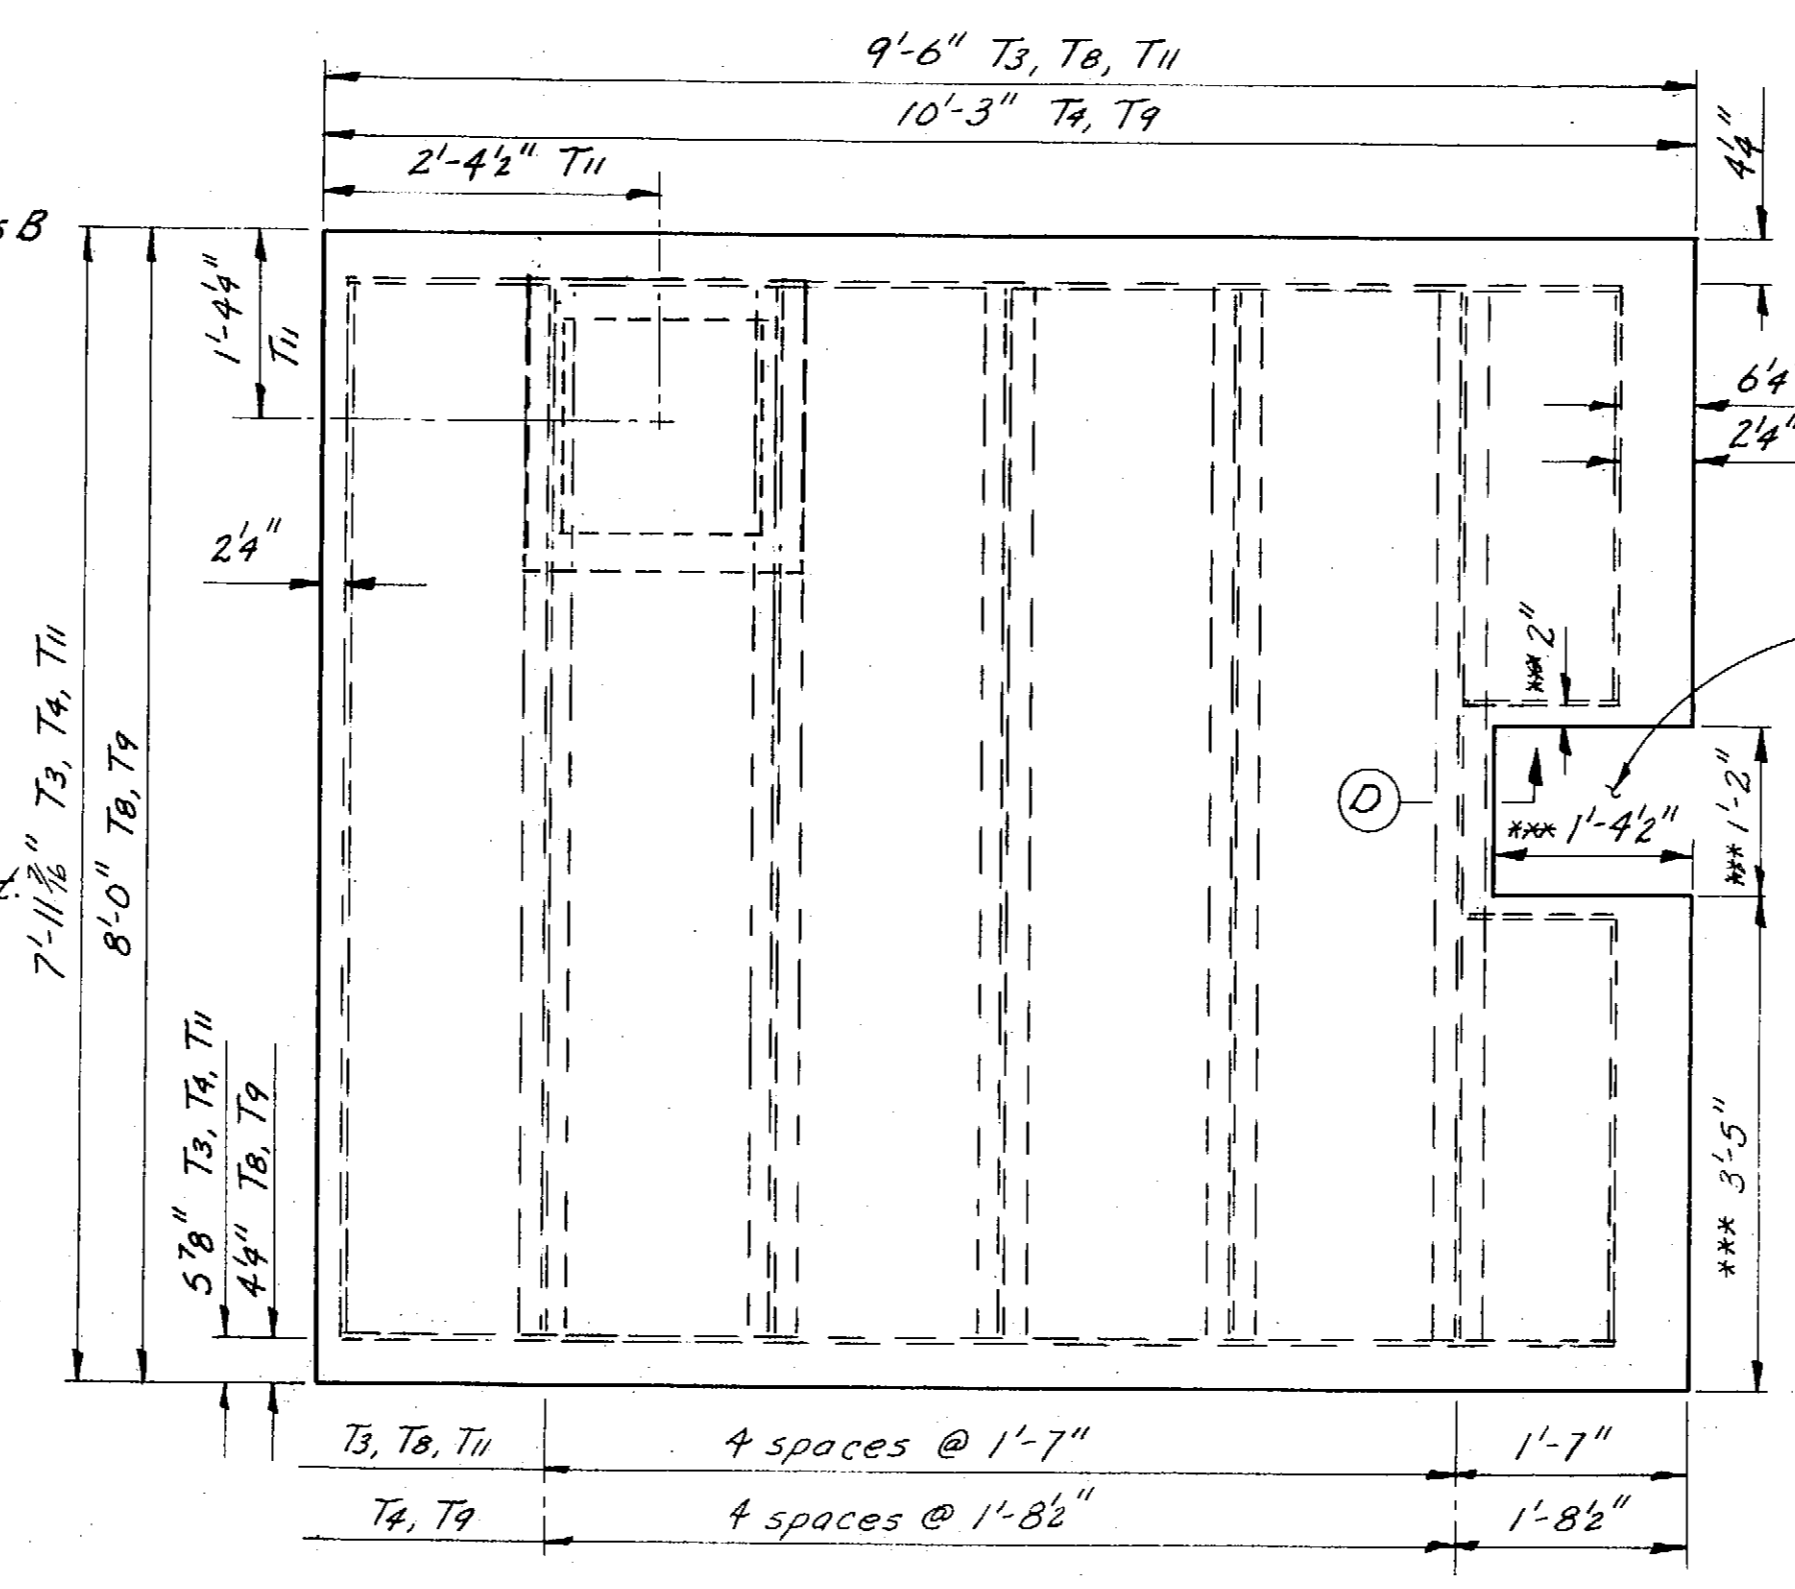 9'-6" T3, T8, T11
10'-3" T4, T9
2'-4½" T11
4¼"
B
1'-4¼"
T11
6¼
2¼"
2¼"
*** 2"
7'-11 3/16" T3, T4, T11
8'-0" T8, T9
D
*** 1'-4½"
*** 1'-2"
5⅞" T3, T4, T11
4¼" T8, T9
*** 3'-5"
T3, T8, T11
4 spaces @ 1'-7"
1'-7"
T4, T9
4 spaces @ 1'-8½"
1'-8½"